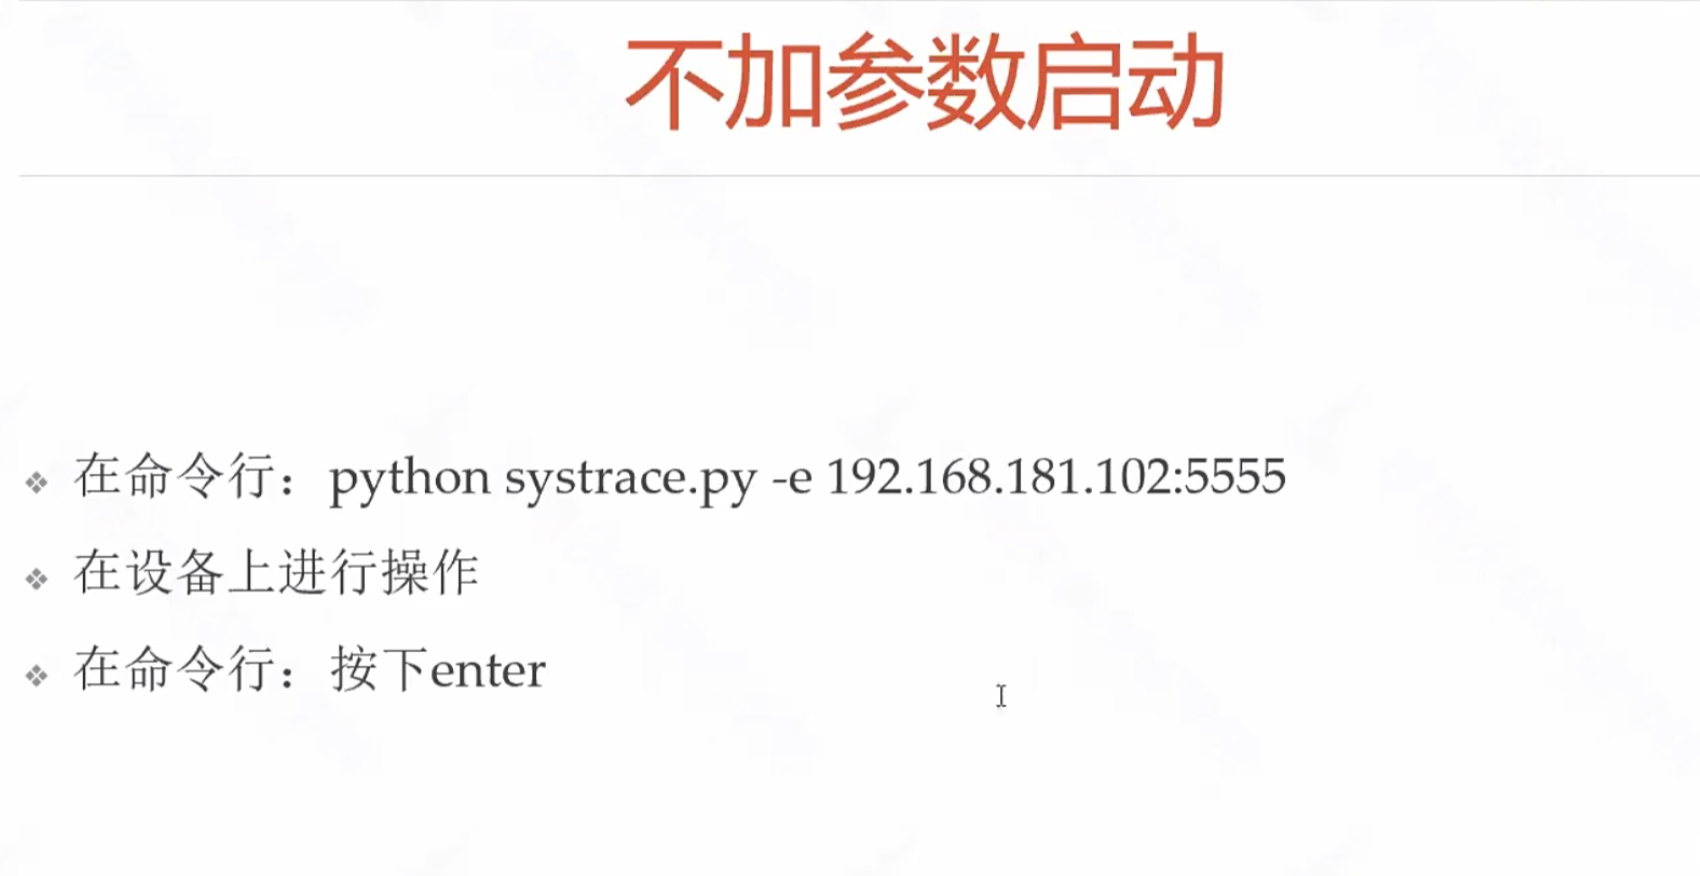 不加参数启动
❖ 在命令行：python systrace.py -e 192.168.181.102:5555
❖ 在设备上进行操作
❖ 在命令行：按下enter